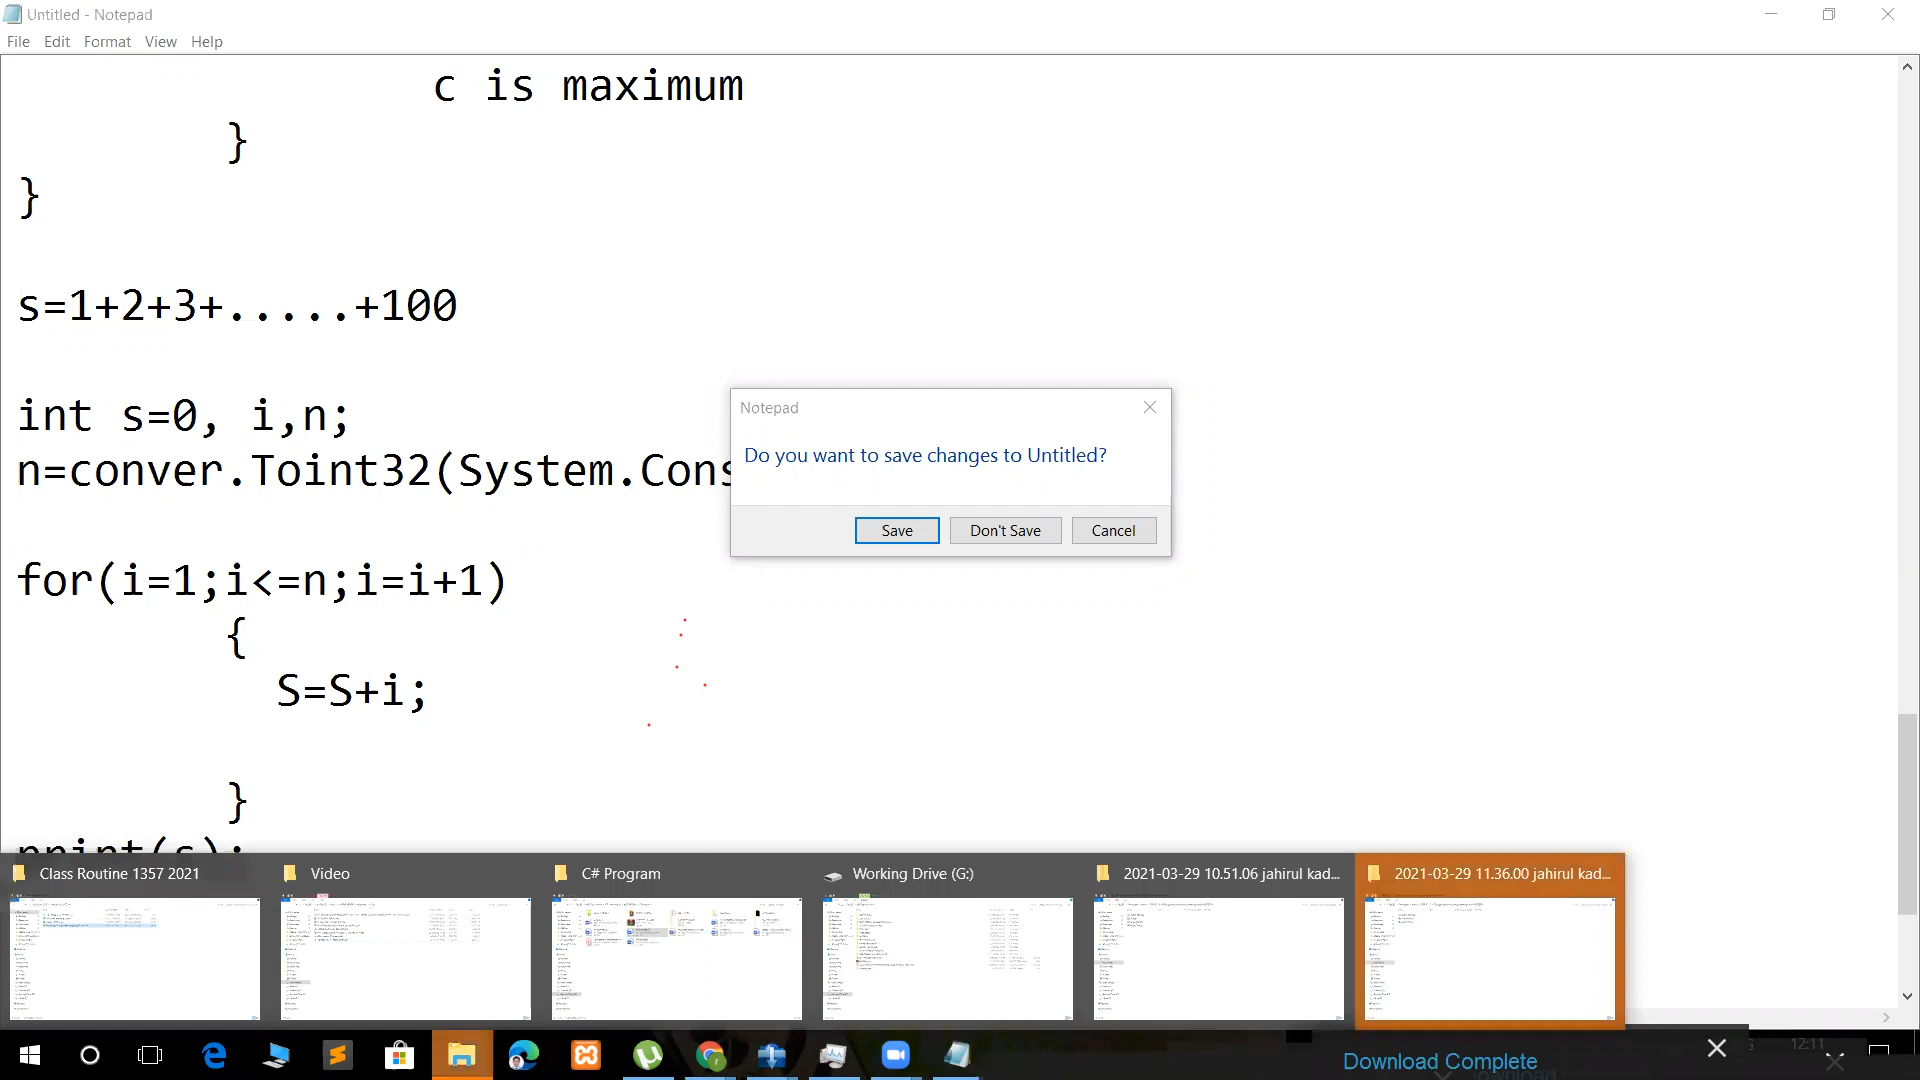 Untitled - Notepad
File Edit Format View Help
c is maximum
}
}
s=1+2+3+.....+100
int s=0, i,n;
n=conver.Toint32(System.Cons
for(i=1;i<=n;i=i+1)
{
S=S+i;
}
print(s);
Notepad
Do you want to save changes to Untitled?
Save Don't Save Cancel
Class Routine 1357 2021
Video
C# Program
Working Drive (G:)
2021-03-29 10.51.06 jahirul kad...
2021-03-29 11.36.00 jahirul kad...
12:11
Download Complete